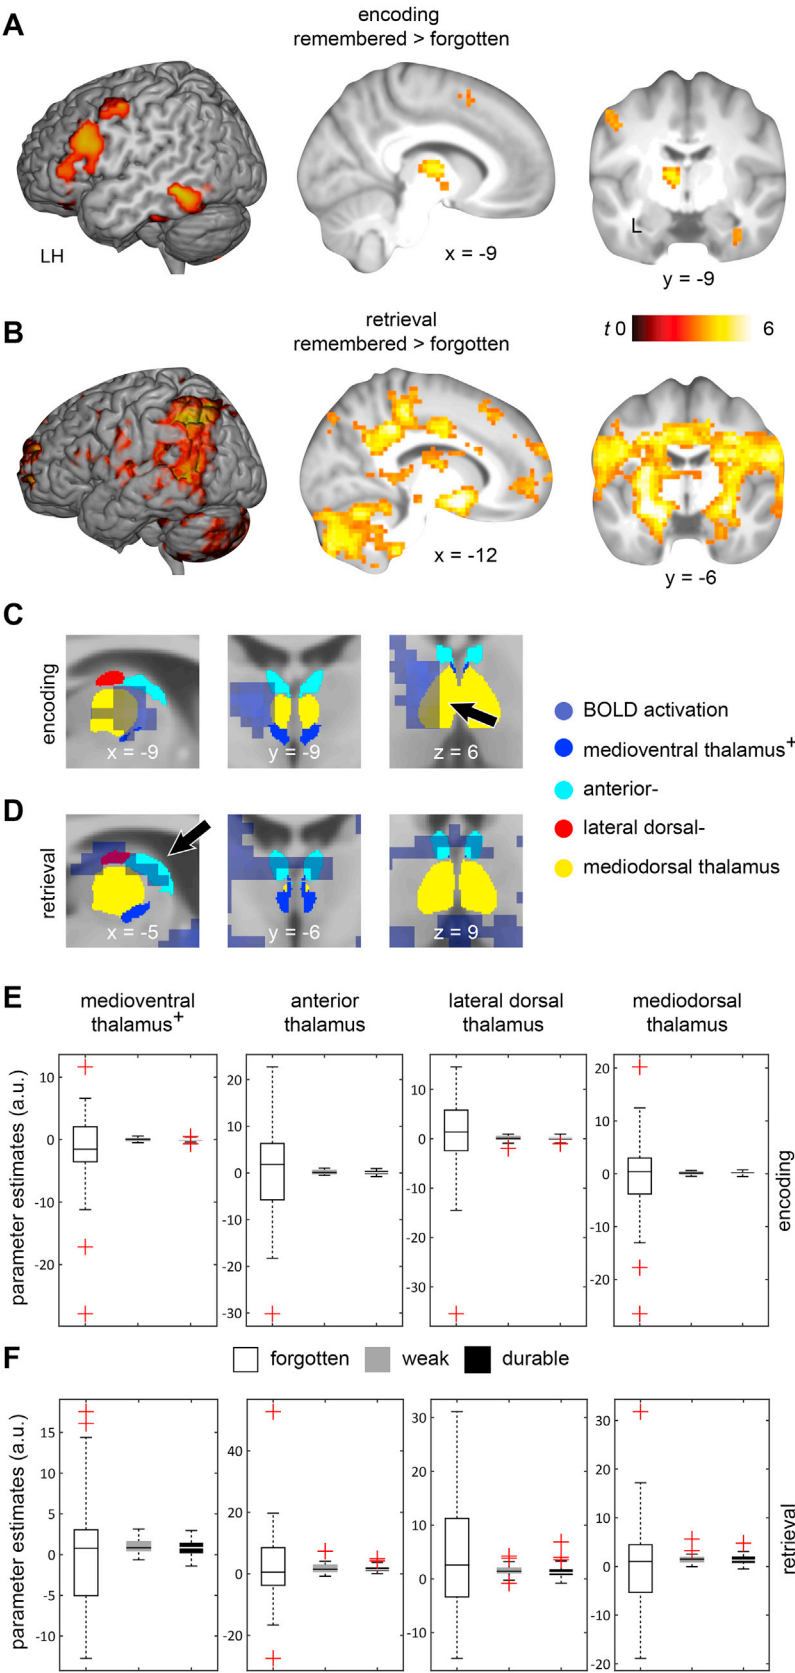 A
encoding
remembered > forgotten
LH
x = -9
L
y = -9
B
retrieval
remembered > forgotten
t 0
6
x = -12
y = -6
C
encoding
x = -9
y = -9
z = 6
BOLD activation
medioventral thalamus+
anterior-
lateral dorsal-
mediodorsal thalamus
D
retrieval
x = -5
y = -6
z = 9
E
medioventral
thalamus+
anterior
thalamus
lateral dorsal
thalamus
mediodorsal
thalamus
parameter estimates (a.u.)
10
0
-10
-20
20
10
0
-10
-20
-30
10
0
-10
-20
-30
20
10
0
-10
-20
encoding
F
forgotten
weak
durable
parameter estimates (a.u.)
15
10
5
0
-5
-10
40
20
0
-20
30
20
10
0
-10
30
20
10
0
-10
-20
retrieval